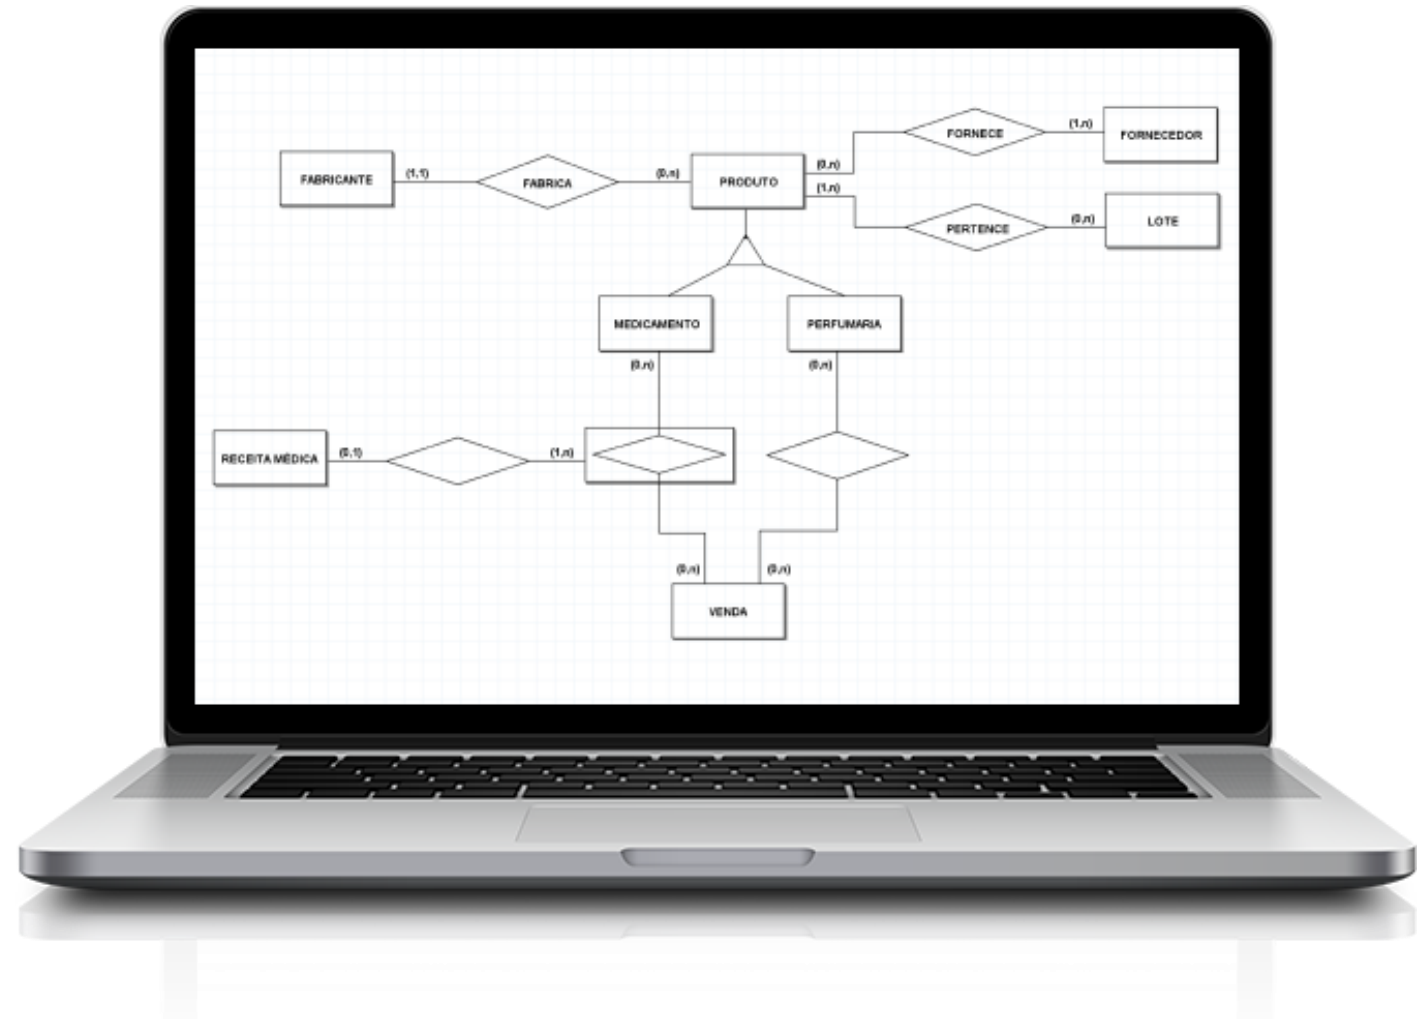 FORNECE
(1,n)
FORNECEDOR
FABRICANTE
(1,1)
FABRICA
(0,n)
PRODUTO
(0,n)
(1,n)
PERTENCE
(0,n)
LOTE
MEDICAMENTO
PERFUMARIA
(0,n)
(0,n)
RECEITA MÉDICA
(0,1)
(1,n)
(0,n)
(0,n)
VENDA